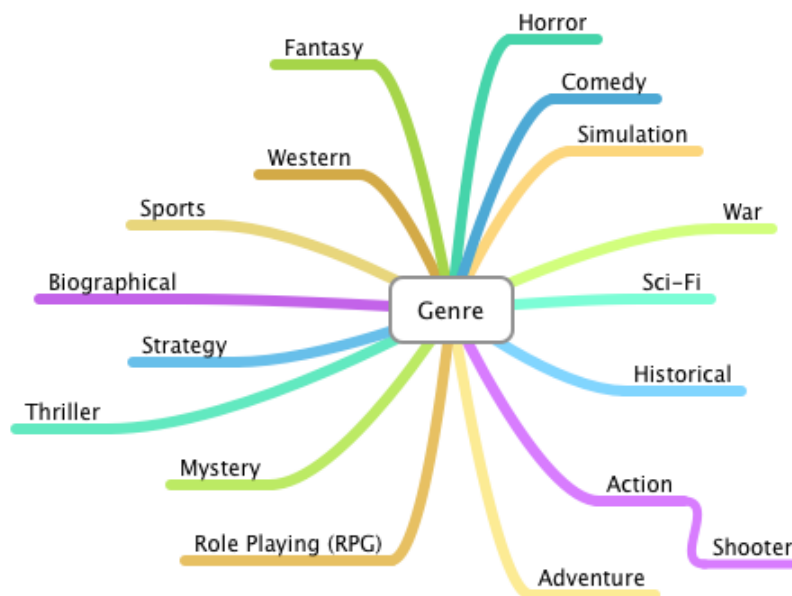 Horror
Fantasy
Comedy
Simulation
Western
Sports
War
Biographical
Sci-Fi
Genre
Strategy
Historical
Thriller
Mystery
Action
Role Playing (RPG)
Shooter
Adventure